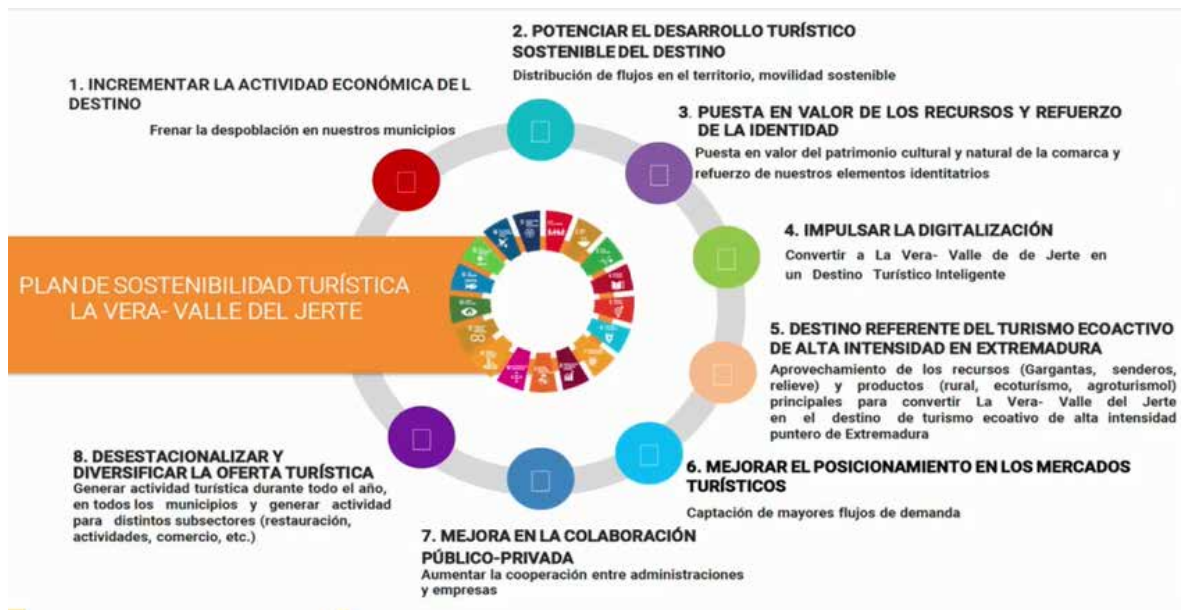 PLAN DE SOSTENIBILIDAD TURÍSTICA
LA VERA- VALLE DEL JERTE
1. INCREMENTAR LA ACTIVIDAD ECONÓMICA DE L
DESTINO
Frenar la despoblación en nuestros municipios
2. POTENCIAR EL DESARROLLO TURÍSTICO
SOSTENIBLE DEL DESTINO
Distribución de flujos en el territorio, movilidad sostenible
3. PUESTA EN VALOR DE LOS RECURSOS Y REFUERZO
DE LA IDENTIDAD
Puesta en valor del patrimonio cultural y natural de la comarca y
refuerzo de nuestros elementos identitatrios
4. IMPULSAR LA DIGITALIZACIÓN
Convertir a La Vera- Valle de de Jerte en
un Destino Turístico Inteligente
5. DESTINO REFERENTE DEL TURISMO ECOACTIVO
DE ALTA INTENSIDAD EN EXTREMADURA
Aprovechamiento de los recursos (Gargantas, senderos,
relieve) y productos (rural, ecoturísmo, agroturismol)
principales para convertir La Vera- Valle del Jerte
en el destino de turismo ecoativo de alta intensidad
puntero de Extremadura
6. MEJORAR EL POSICIONAMIENTO EN LOS MERCADOS
TURÍSTICOS
Captación de mayores flujos de demanda
7. MEJORA EN LA COLABORACIÓN
PÚBLICO-PRIVADA
Aumentar la cooperación entre administraciones
y empresas
8. DESESTACIONALIZAR Y
DIVERSIFICAR LA OFERTA TURÍSTICA
Generar actividad turística durante todo el año,
en todos los municipios y generar actividad
para distintos subsectores (restauración,
actividades, comercio, etc.)